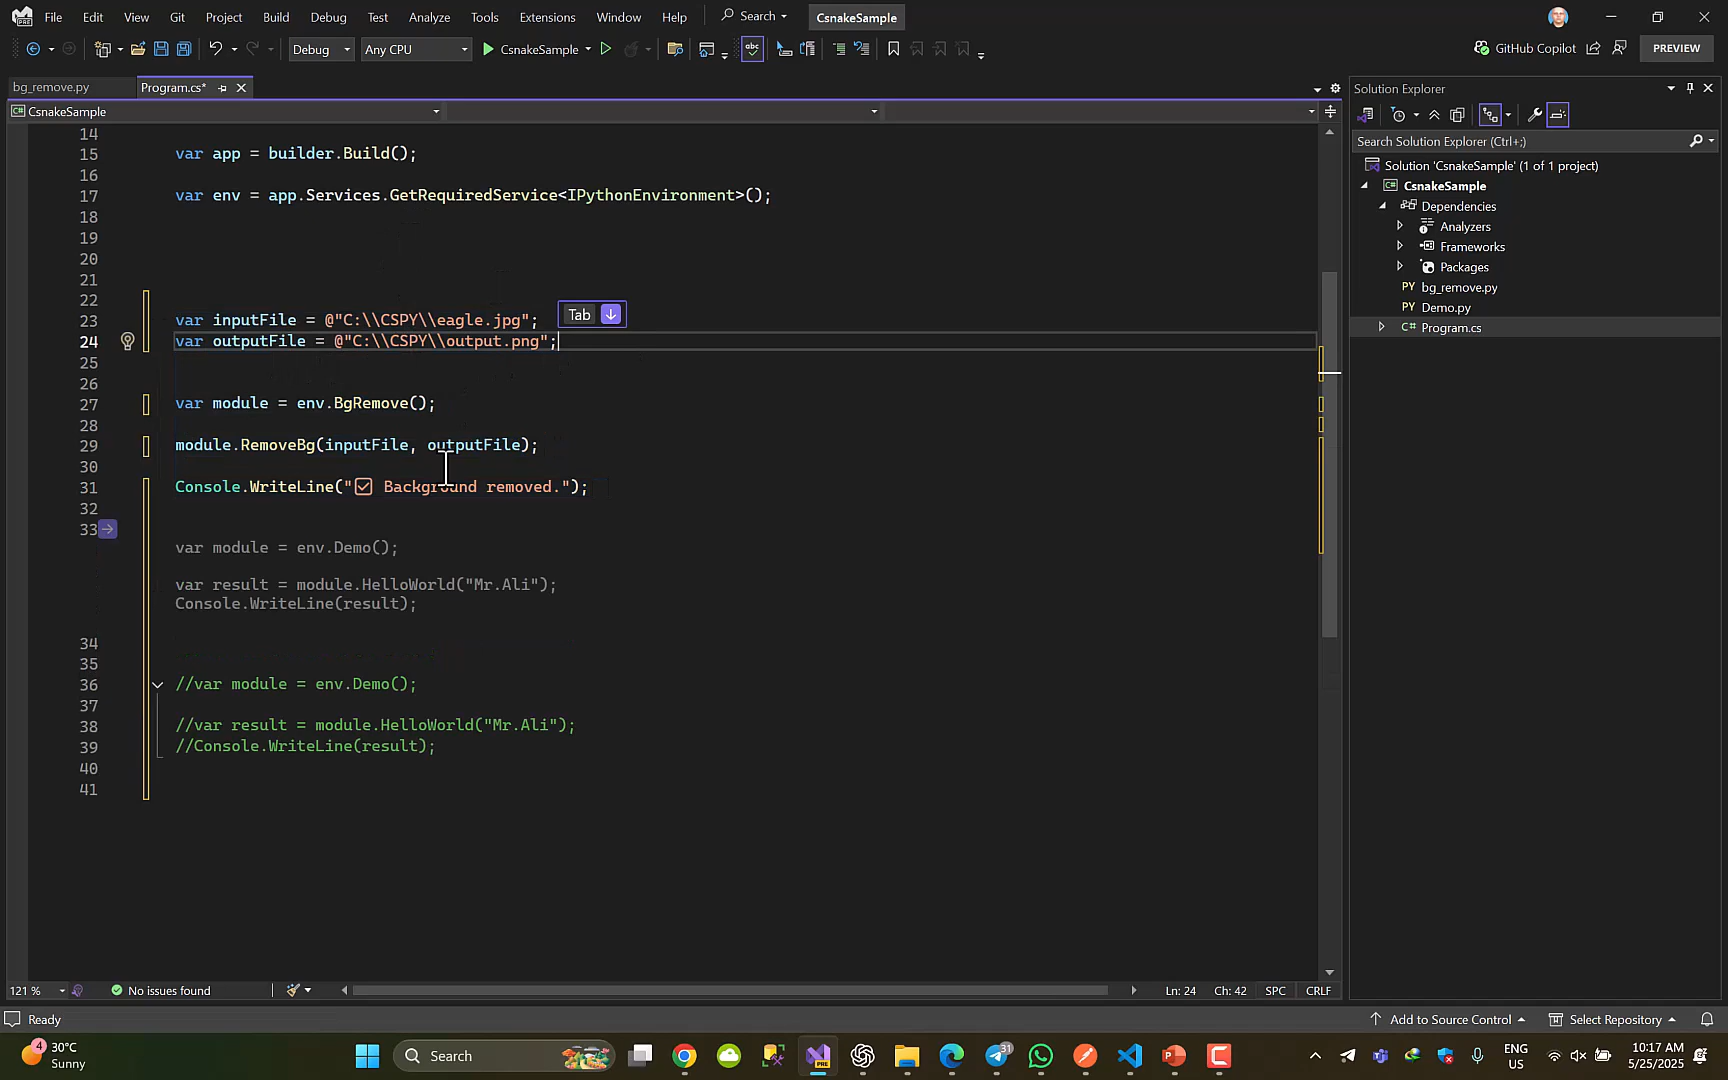 File Edit View Git Project Build Debug Test Analyze Tools Extensions Window Help Search CsnakeSample
Debug Any CPU CsnakeSample GitHub Copilot PREVIEW
bg_remove.py Program.cs*
CsnakeSample
14
15 var app = builder.Build();
16
17 var env = app.Services.GetRequiredService<IPythonEnvironment>();
18
19
20
21
22
23 var inputFile = @"C:\\CSPY\\eagle.jpg"; Tab
24 var outputFile = @"C:\\CSPY\\output.png";
25
26
27 var module = env.BgRemove();
28
29 module.RemoveBg(inputFile, outputFile);
30
31 Console.WriteLine("☑ Background removed.");
32
33
var module = env.Demo();
var result = module.HelloWorld("Mr.Ali");
Console.WriteLine(result);
34
35
36 //var module = env.Demo();
37
38 //var result = module.HelloWorld("Mr.Ali");
39 //Console.WriteLine(result);
40
41
Solution Explorer
Search Solution Explorer (Ctrl+;)
Solution 'CsnakeSample' (1 of 1 project)
C# CsnakeSample
Dependencies
Analyzers
Frameworks
Packages
PY bg_remove.py
PY Demo.py
C# Program.cs
121 % No issues found Ln: 24 Ch: 42 SPC CRLF
Ready Add to Source Control Select Repository
4 30°C
Sunny
Search
31
ENG
US
10:17 AM
5/25/2025